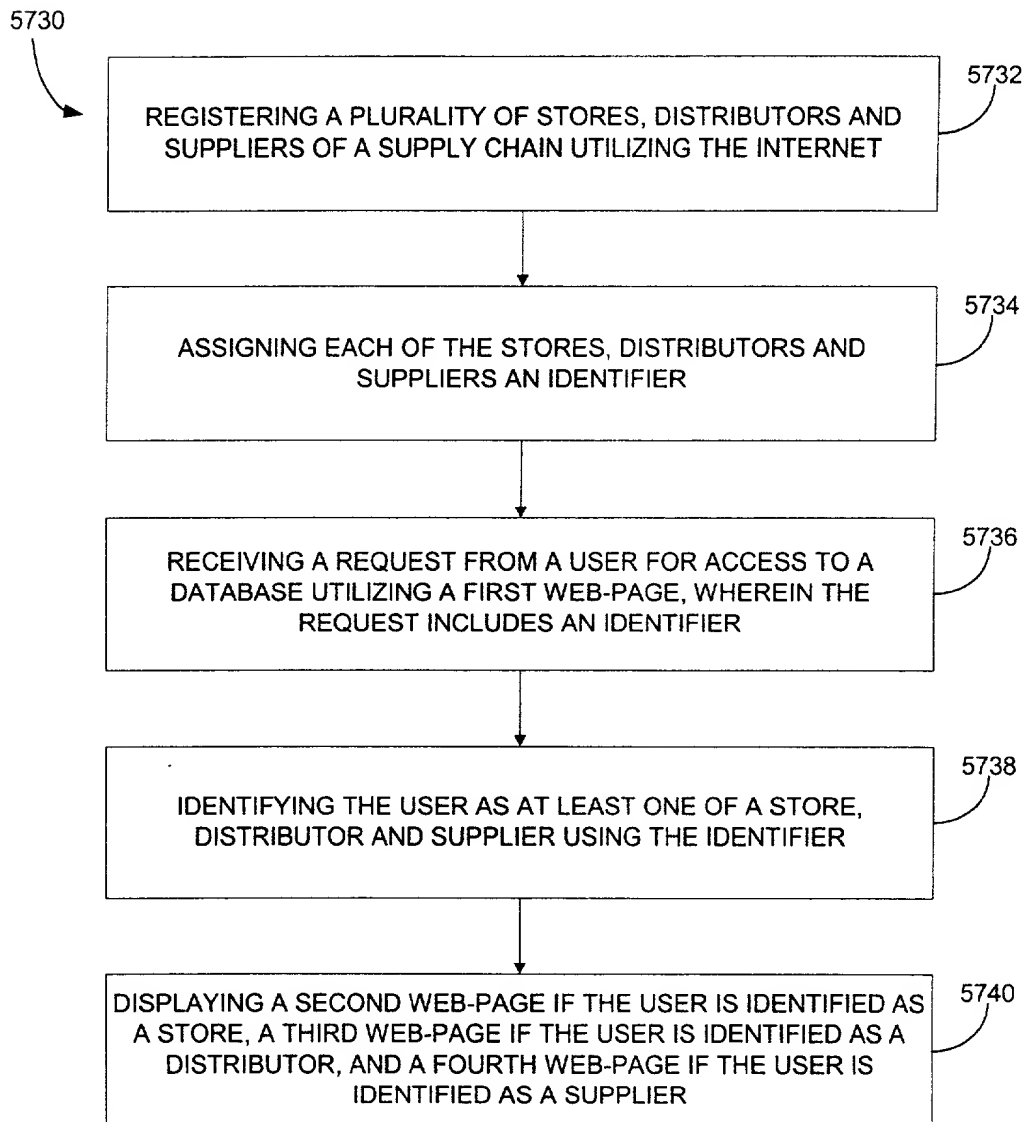 5730
5732
REGISTERING A PLURALITY OF STORES, DISTRIBUTORS AND
SUPPLIERS OF A SUPPLY CHAIN UTILIZING THE INTERNET
5734
ASSIGNING EACH OF THE STORES, DISTRIBUTORS AND
SUPPLIERS AN IDENTIFIER
5736
RECEIVING A REQUEST FROM A USER FOR ACCESS TO A
DATABASE UTILIZING A FIRST WEB-PAGE, WHEREIN THE
REQUEST INCLUDES AN IDENTIFIER
5738
IDENTIFYING THE USER AS AT LEAST ONE OF A STORE,
DISTRIBUTOR AND SUPPLIER USING THE IDENTIFIER
5740
DISPLAYING A SECOND WEB-PAGE IF THE USER IS IDENTIFIED AS
A STORE, A THIRD WEB-PAGE IF THE USER IS IDENTIFIED AS A
DISTRIBUTOR, AND A FOURTH WEB-PAGE IF THE USER IS
IDENTIFIED AS A SUPPLIER